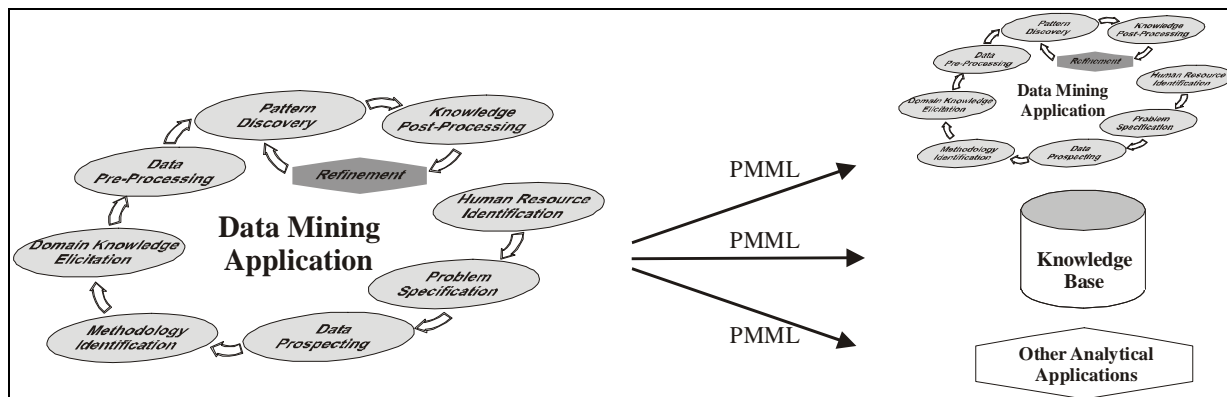 Pattern
Discovery
Knowledge
Post-Processing
Data
Pre-Processing
Refinement
Human Resource
Identification
Domain Knowledge
Elicitation
Data Mining
Application
Problem
Specification
Methodology
Identification
Data
Prospecting
PMML
PMML
PMML
Pattern
Discovery
Knowledge
Post-Processing
Data
Pre-Processing
Refinement
Human Resource
Identification
Data Mining
Application
Domain Knowledge
Elicitation
Problem
Specification
Methodology
Identification
Data
Prospecting
Knowledge
Base
Other Analytical
Applications